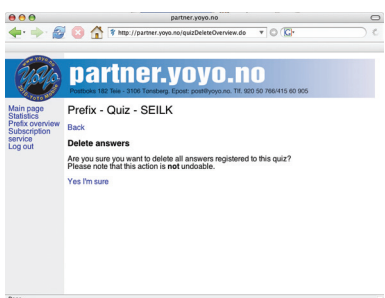 partner.yoyo.no
http://partner.yoyo.no/quizDeleteOverview.do
partner.yoyo.no
Postboks 182 Teie - 3106 Tønsberg, Epost: post@yoyo.no. Tlf. 920 50 766/415 60 905
YoYo
Main page
Statistics
Prefix overview
Subscription
service
Log out
Prefix - Quiz - SEILK
Back
Delete answers
Are you sure you want to delete all answers registered to this quiz?
Please note that this action is not undoable.
Yes I'm sure